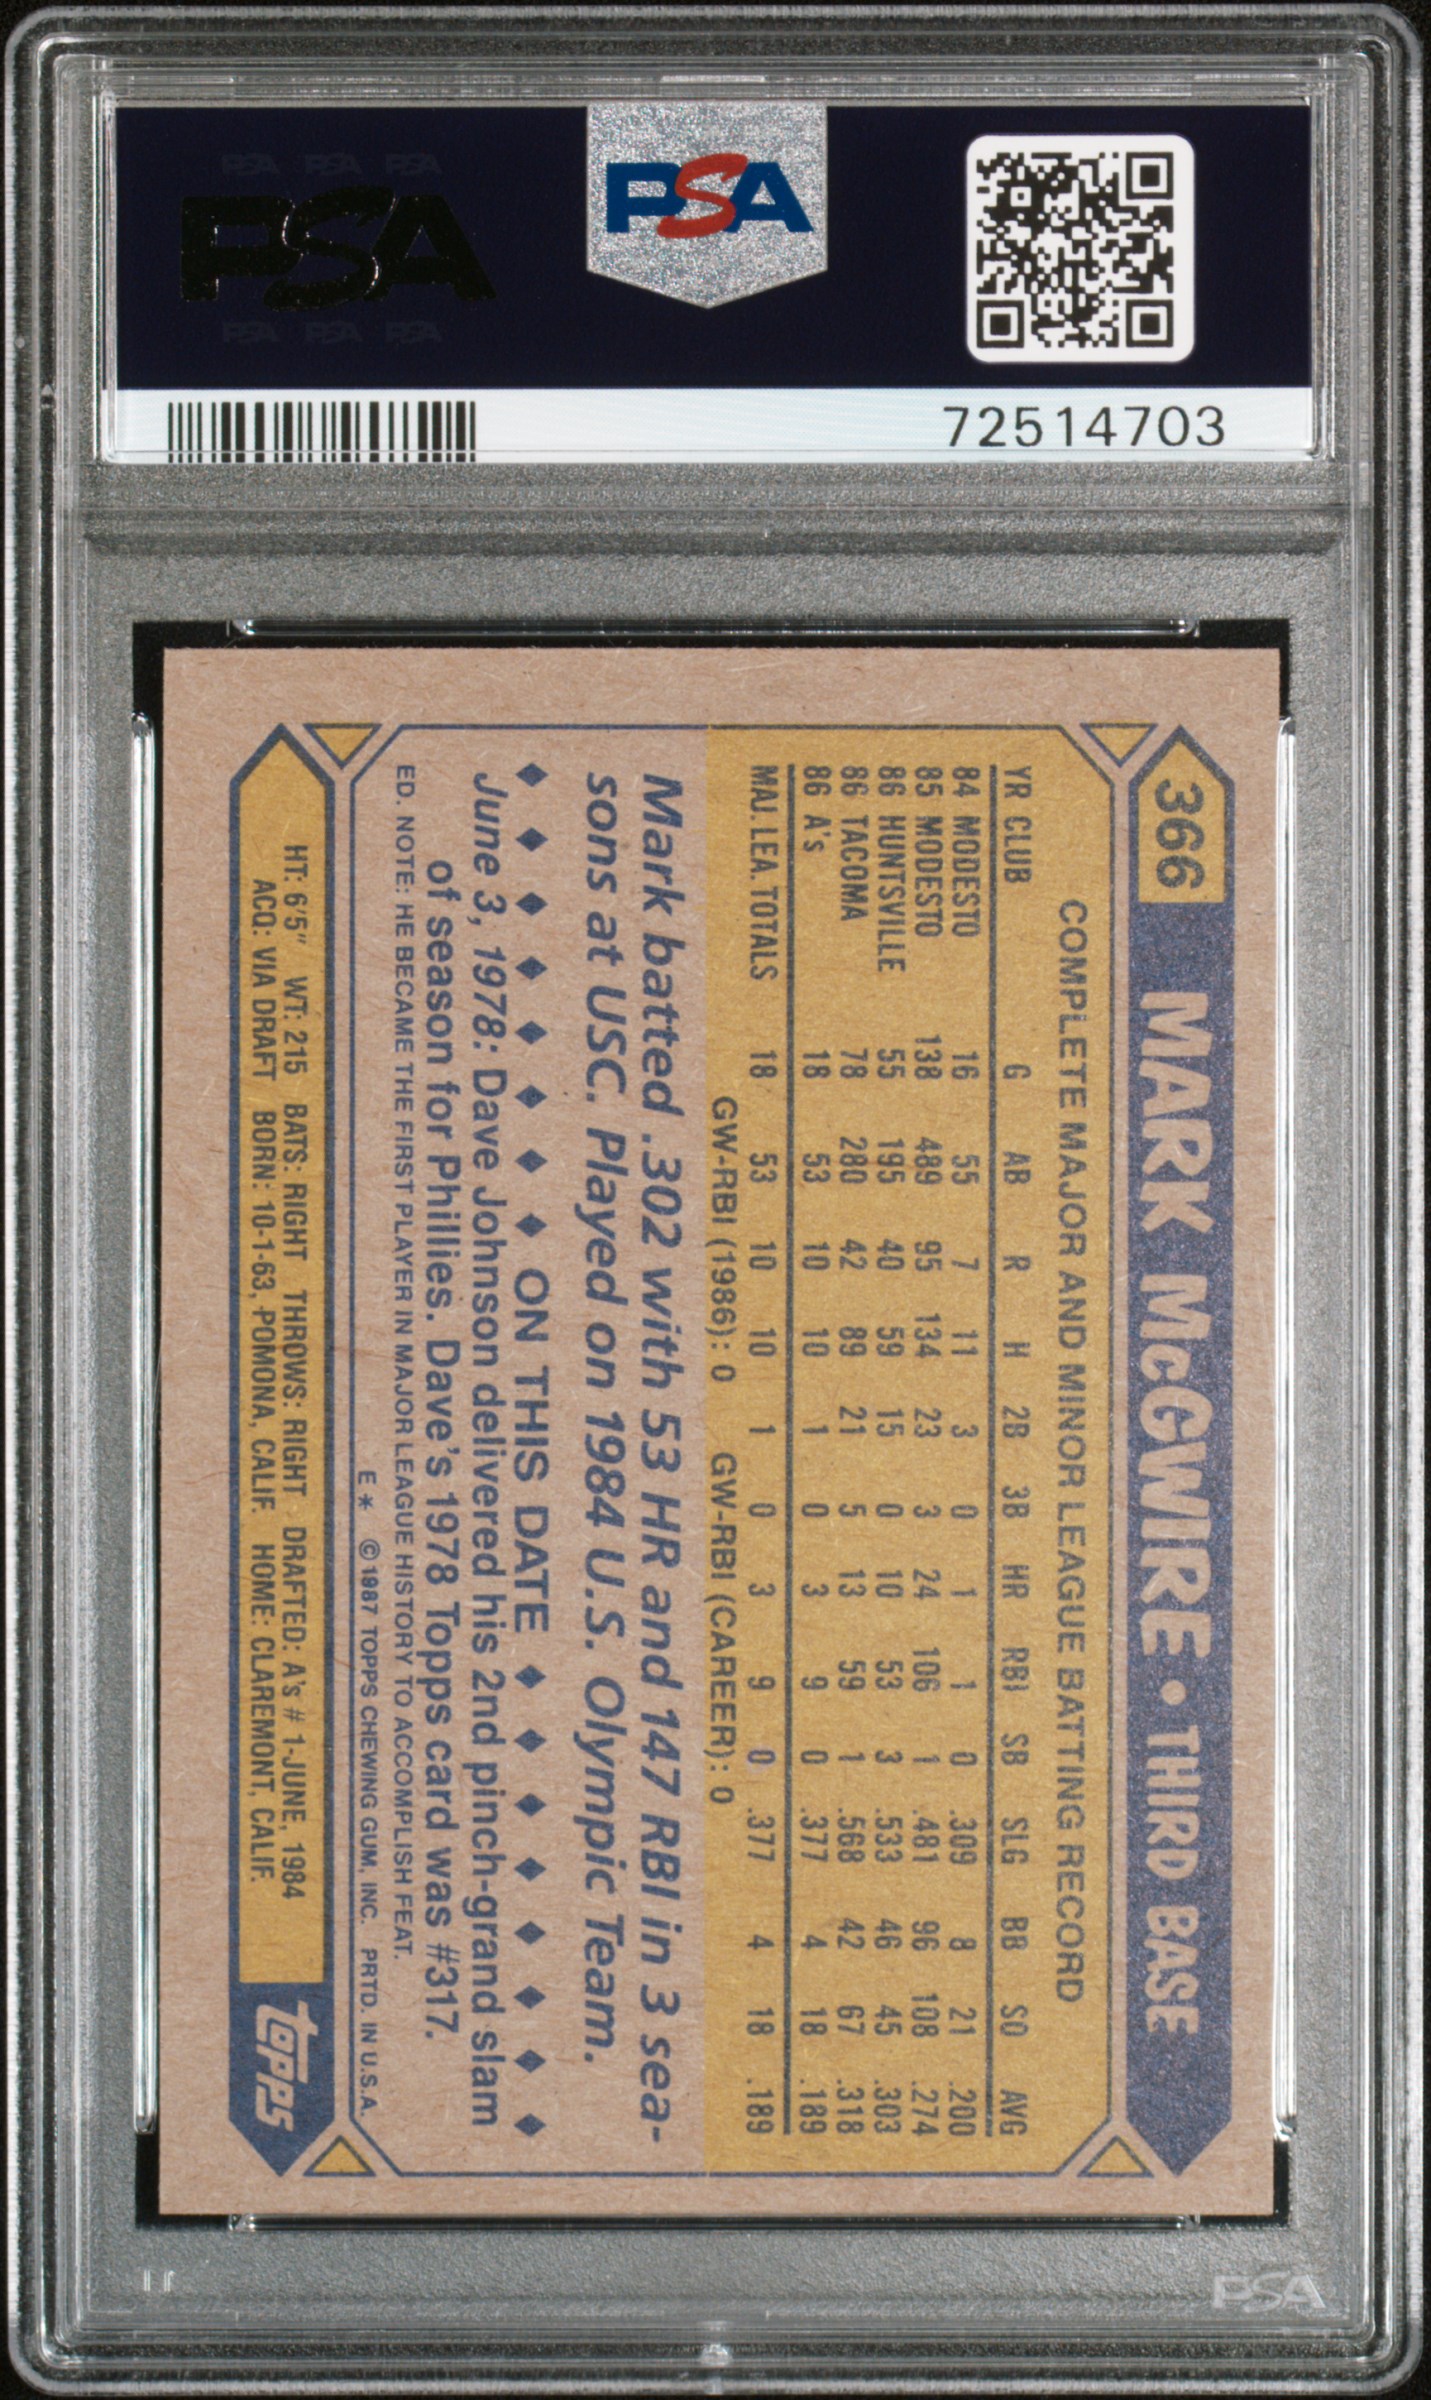 PSA PSA PSA
PSA
PSA PSA PSA
PSA
72514703
366 MARK McGWIRE • THIRD BASE
COMPLETE MAJOR AND MINOR LEAGUE BATTING RECORD
YR CLUB G AB R H 2B 3B HR RBI SB SLG BB SO AVG
84 MODESTO 16 55 7 11 3 0 1 1 0 .309 8 21 .200
85 MODESTO 138 489 95 134 23 3 24 106 1 .481 96 108 .274
86 HUNTSVILLE 55 195 40 59 15 0 10 53 3 .533 46 45 .303
86 TACOMA 78 280 42 89 21 5 13 59 1 .568 42 67 .318
86 A's 18 53 10 10 1 0 3 9 0 .377 4 18 .189
MAJ. LEA. TOTALS 18 53 10 10 1 0 3 9 0 .377 4 18 .189
GW-RBI (1986): 0 GW-RBI (CAREER): 0
Mark batted .302 with 53 HR and 147 RBI in 3 sea-
sons at USC. Played on 1984 U.S. Olympic Team.
◆ ◆ ◆ ◆ ◆ ◆ ◆ ◆ ON THIS DATE ◆ ◆ ◆ ◆ ◆ ◆ ◆ ◆
June 3, 1978: Dave Johnson delivered his 2nd pinch-grand slam
of season for Phillies. Dave's 1978 Topps card was #317.
ED. NOTE: HE BECAME THE FIRST PLAYER IN MAJOR LEAGUE HISTORY TO ACCOMPLISH FEAT.
E* © 1987 TOPPS CHEWING GUM, INC. PRTD. IN U.S.A.
HT: 6'5" WT: 215 BATS: RIGHT THROWS: RIGHT DRAFTED: A's #1-JUNE, 1984
ACQ: VIA DRAFT BORN: 10-1-63, POMONA, CALIF. HOME: CLAREMONT, CALIF.
topps
PSA